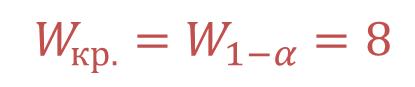 Wкр. = W1−α = 8